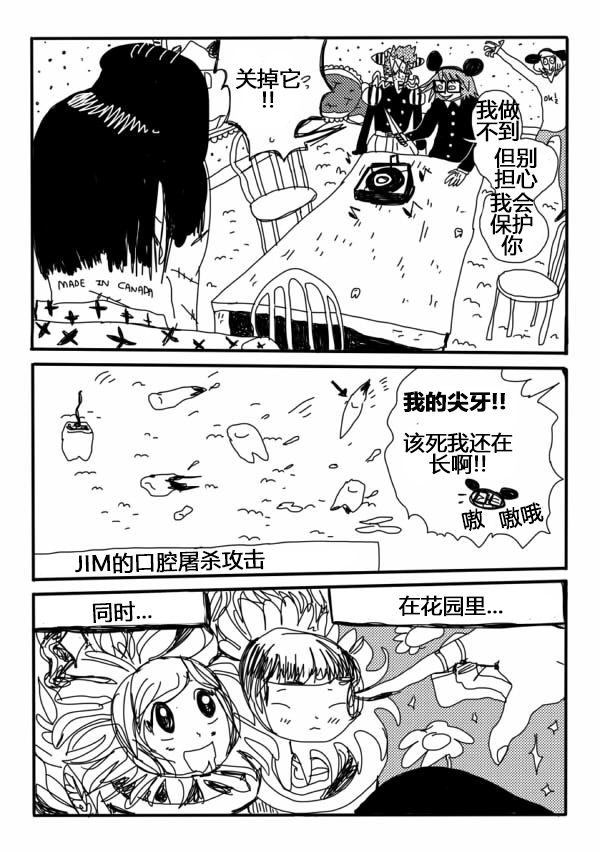 关掉它
!!
OK!
我做
不到
但别
担心
我会
保护
你
MADE IN CANADA
我的尖牙!!
该死我还在
长啊!!
嗷 嗷哦
JIM的口腔屠杀攻击
同时...
在花园里...